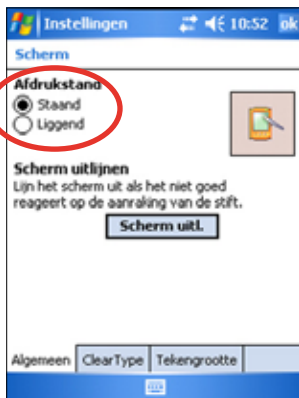 Instellingen 10:52 ok
Scherm
Afdrukstand
Staand
Liggend
Scherm uitlijnen
Lijn het scherm uit als het niet goed
reageert op de aanraking van de stift.
Scherm uitl.
Algemeen ClearType Tekengrootte